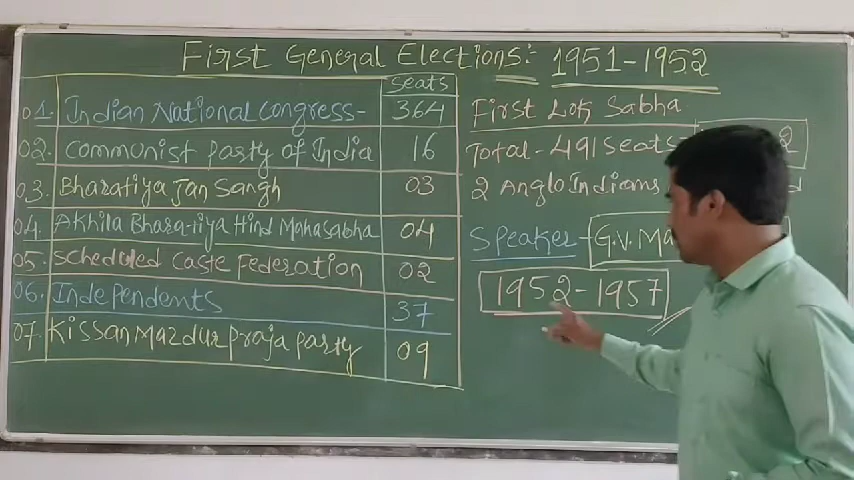 First General Elections:- 1951-1952
seats
01. Indian National Congress- 364
02. Communist party of India 16
03. Bharatiya Jan Sangh 03
04. Akhila Bharatiya Hind Mahasabha 04
05. Scheduled Caste Federation 02
06. Independents 37
07. Kissan Mazdur praja party 09
First Lok Sabha
Total - 491 Seats 2
2 Anglo Indians
Speaker - G.V. Ma
1952-1957